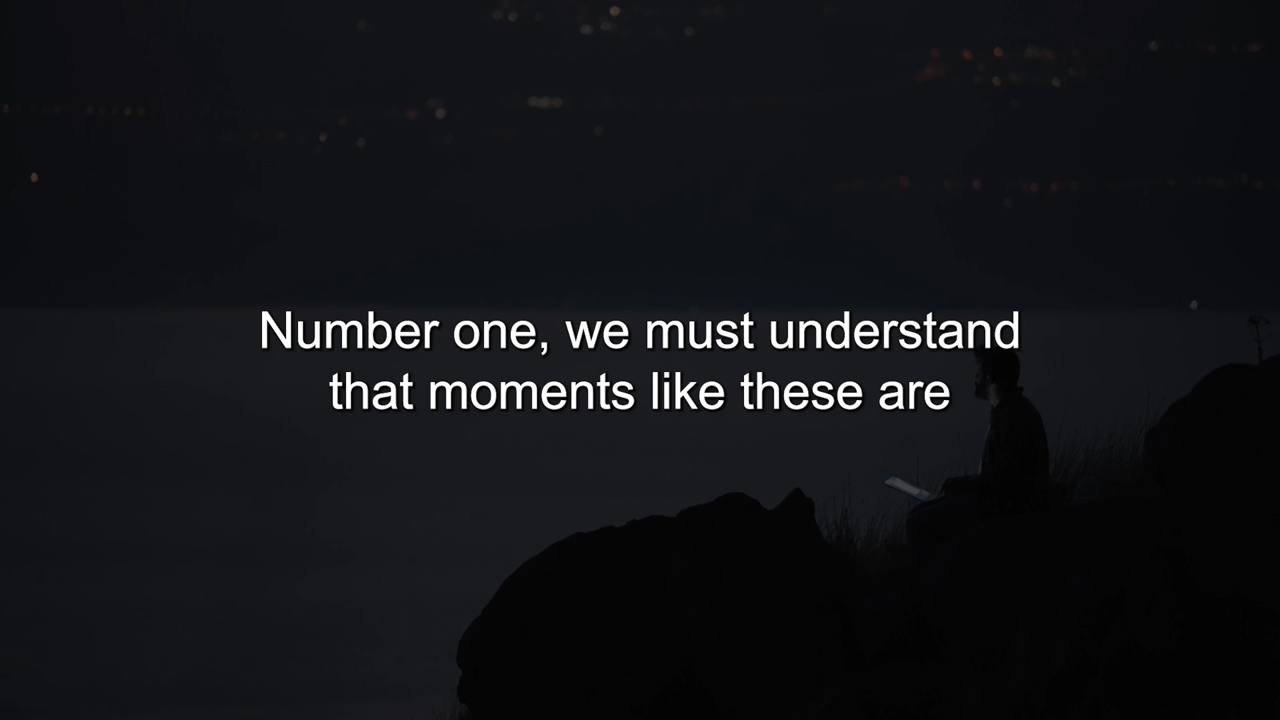 Number one, we must understand
that moments like these are